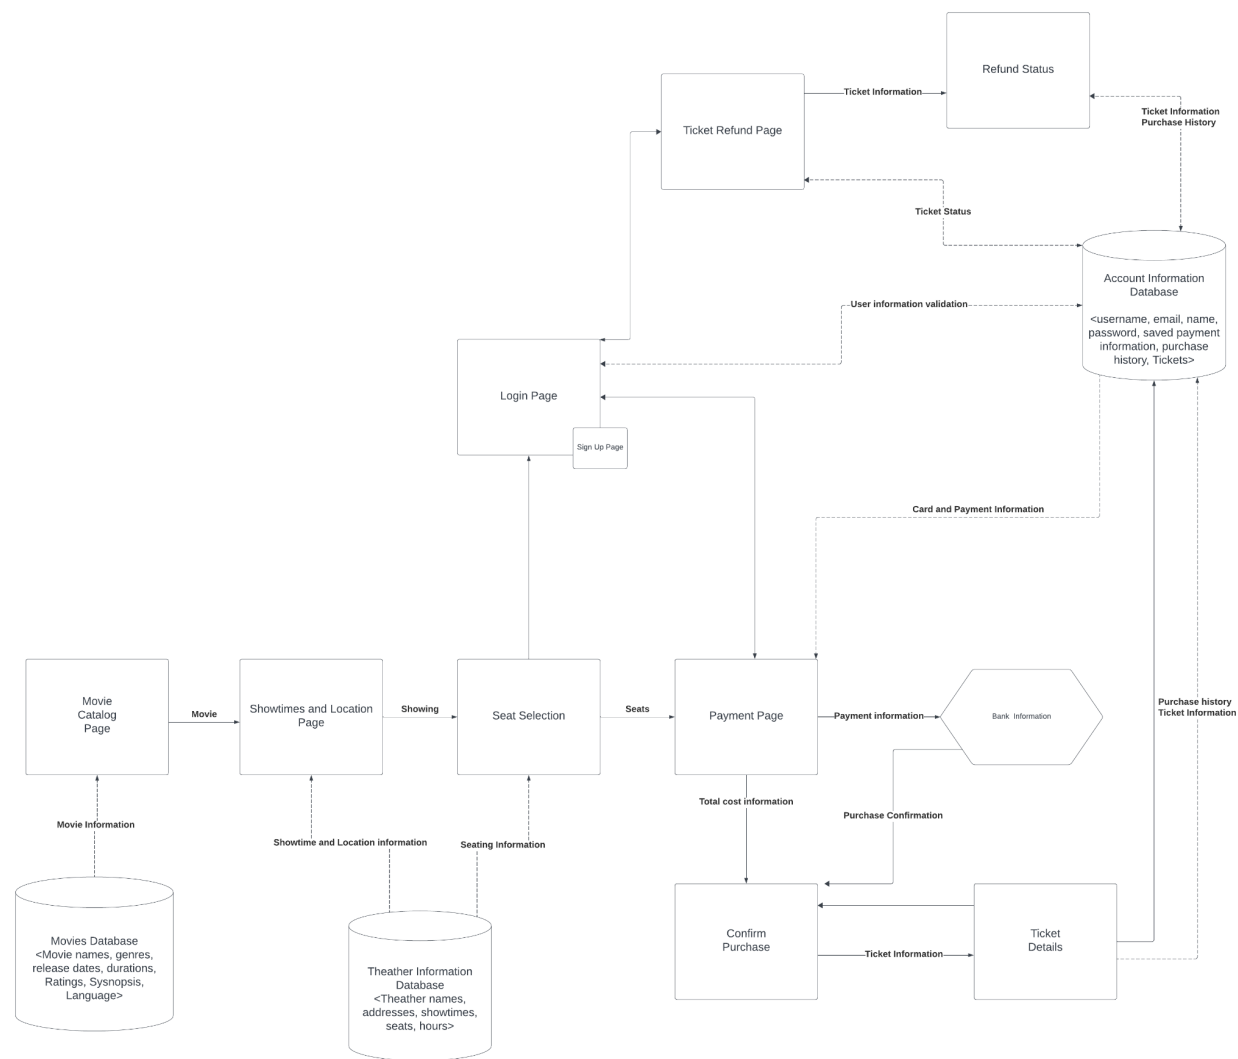 Refund Status
Ticket Information
Ticket Information
Purchase History
Ticket Refund Page
Ticket Status
Account Information
Database
<username, email, name,
password, saved payment
information, purchase
history, Tickets>
User information validation
Login Page
Sign Up Page
Card and Payment Information
Movie
Catalog
Page
Movie
Showtimes and Location
Page
Showing
Seat Selection
Seats
Payment Page
Payment information
Bank Information
Purchase history
Ticket Information
Total cost information
Purchase Confirmation
Movie Information
Showtime and Location information
Seating Information
Movies Database
<Movie names, genres,
release dates, durations,
Ratings, Sysnopsis,
Language>
Theather Information
Database
<Theather names,
addresses, showtimes,
seats, hours>
Confirm
Purchase
Ticket Information
Ticket
Details